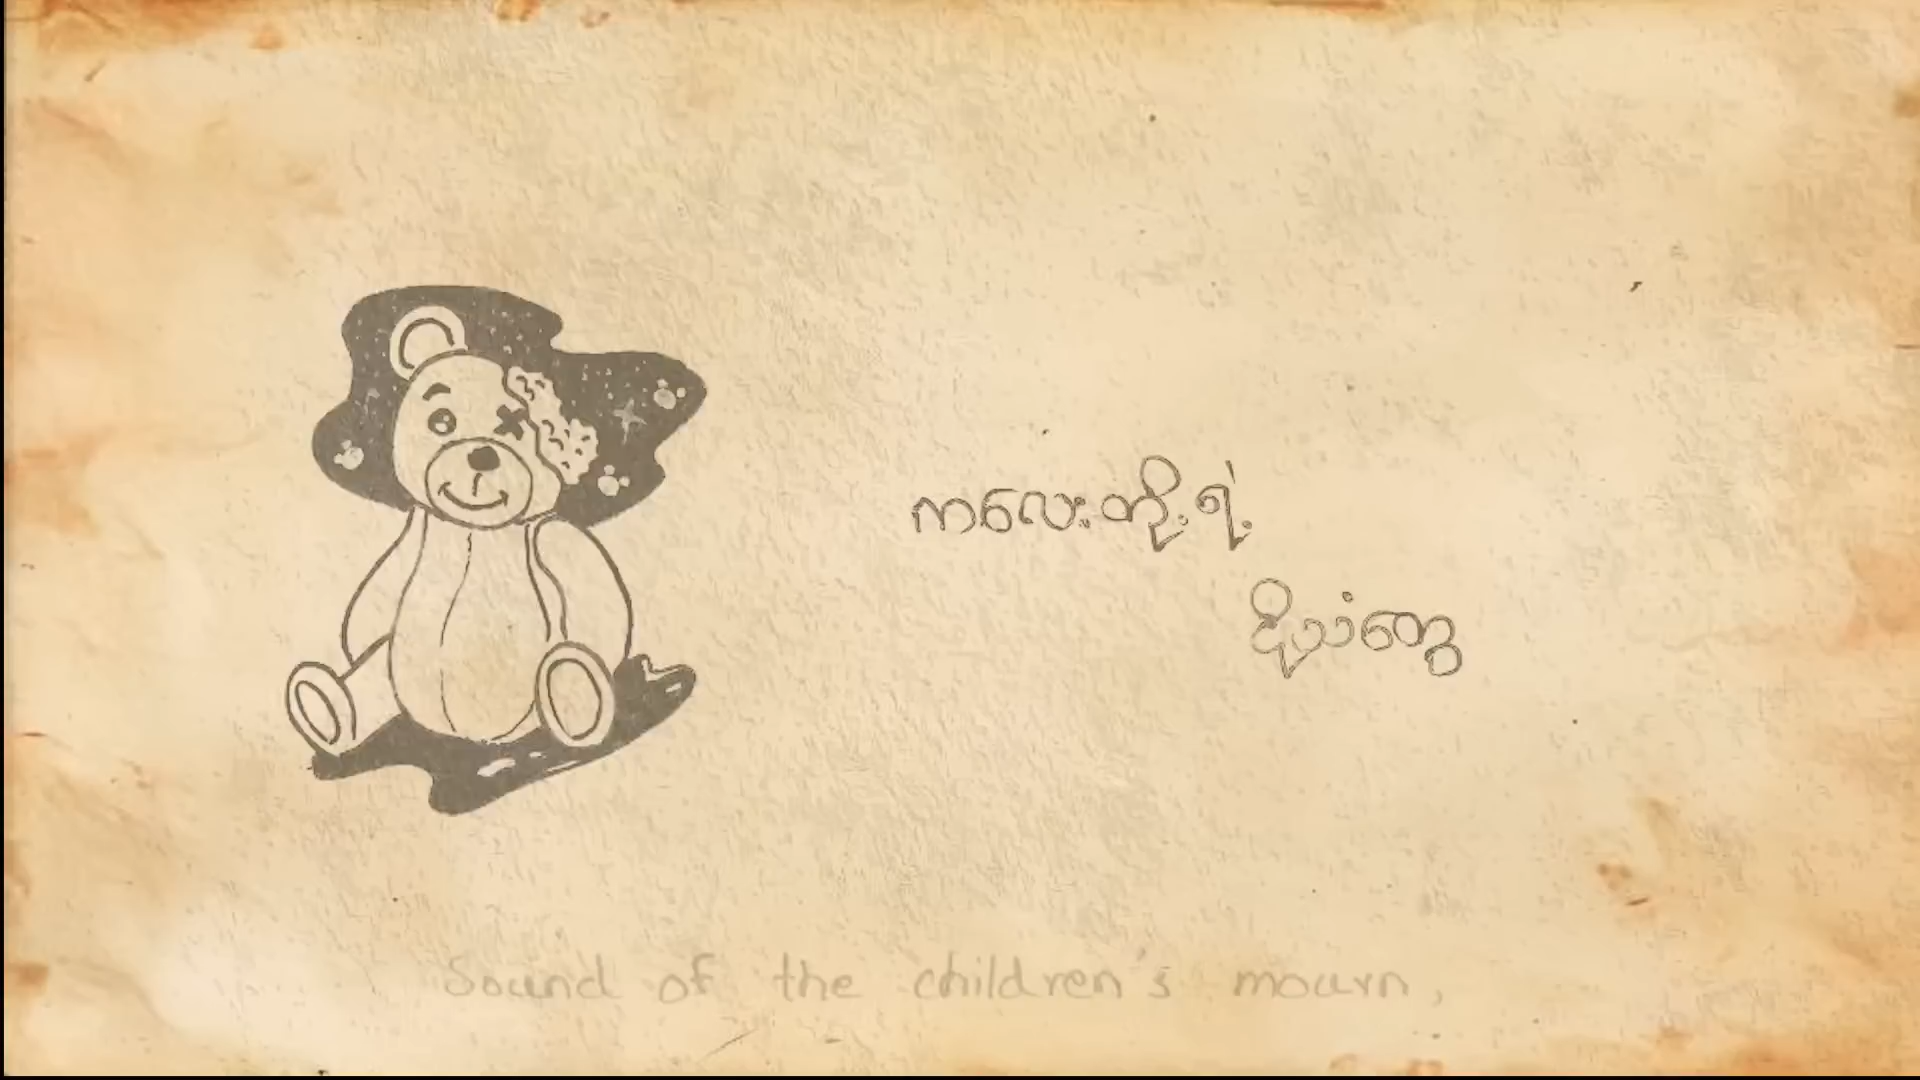 ကလေးတို့ရဲ့
ငိုသံတွေ
Sound of the children's mourn,